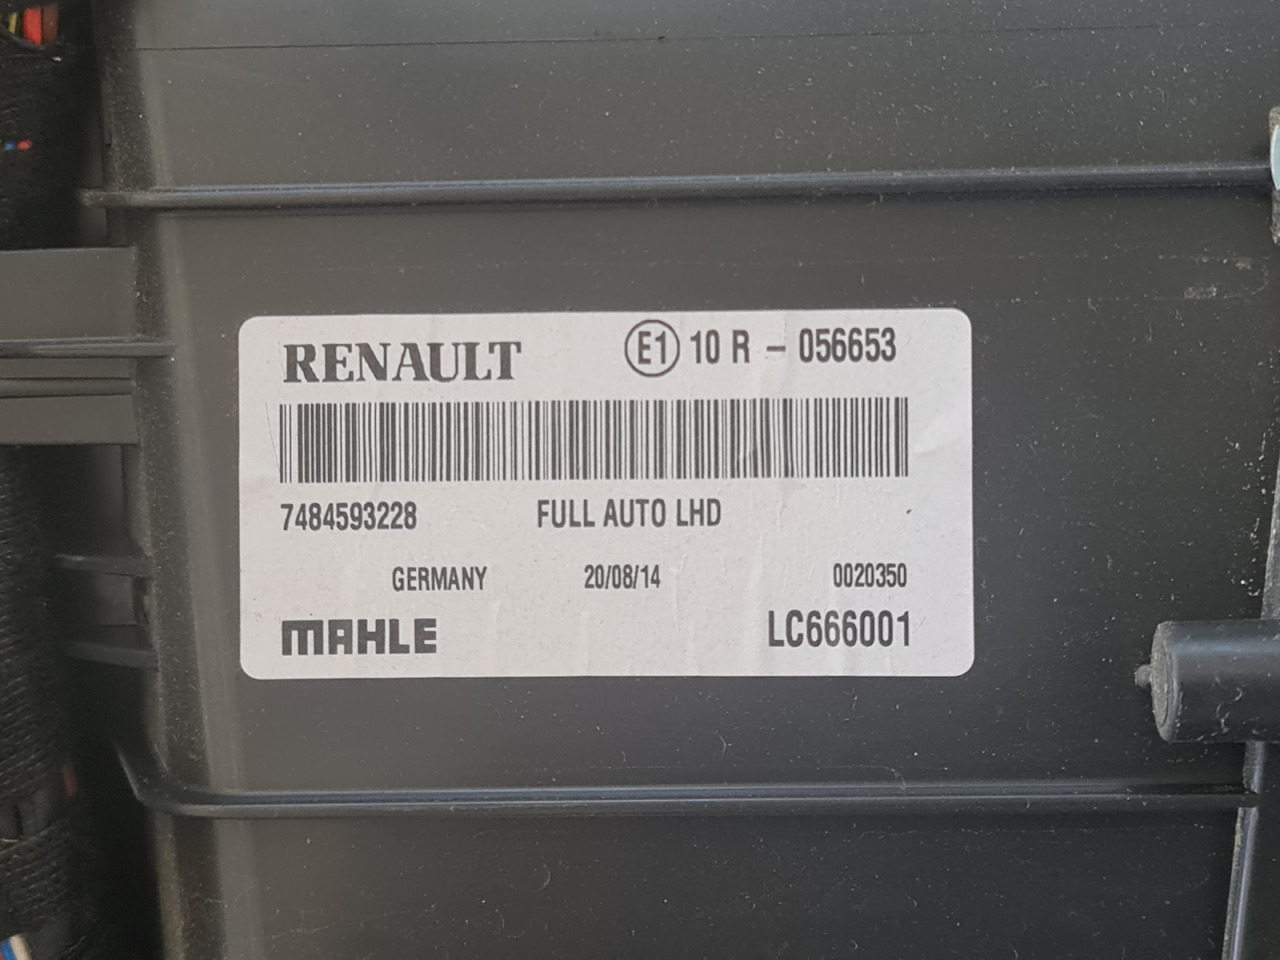 RENAULT E1 10 R - 056653
7484593228 FULL AUTO LHD
GERMANY 20/08/14 0020350
MAHLE LC666001